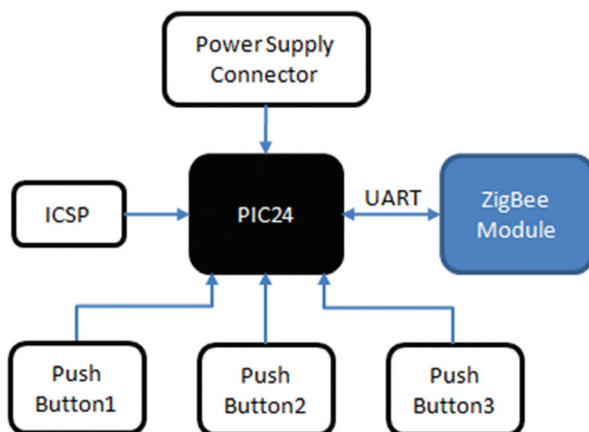 Power Supply
Connector
ICSP
PIC24
UART
ZigBee
Module
Push
Button1
Push
Button2
Push
Button3